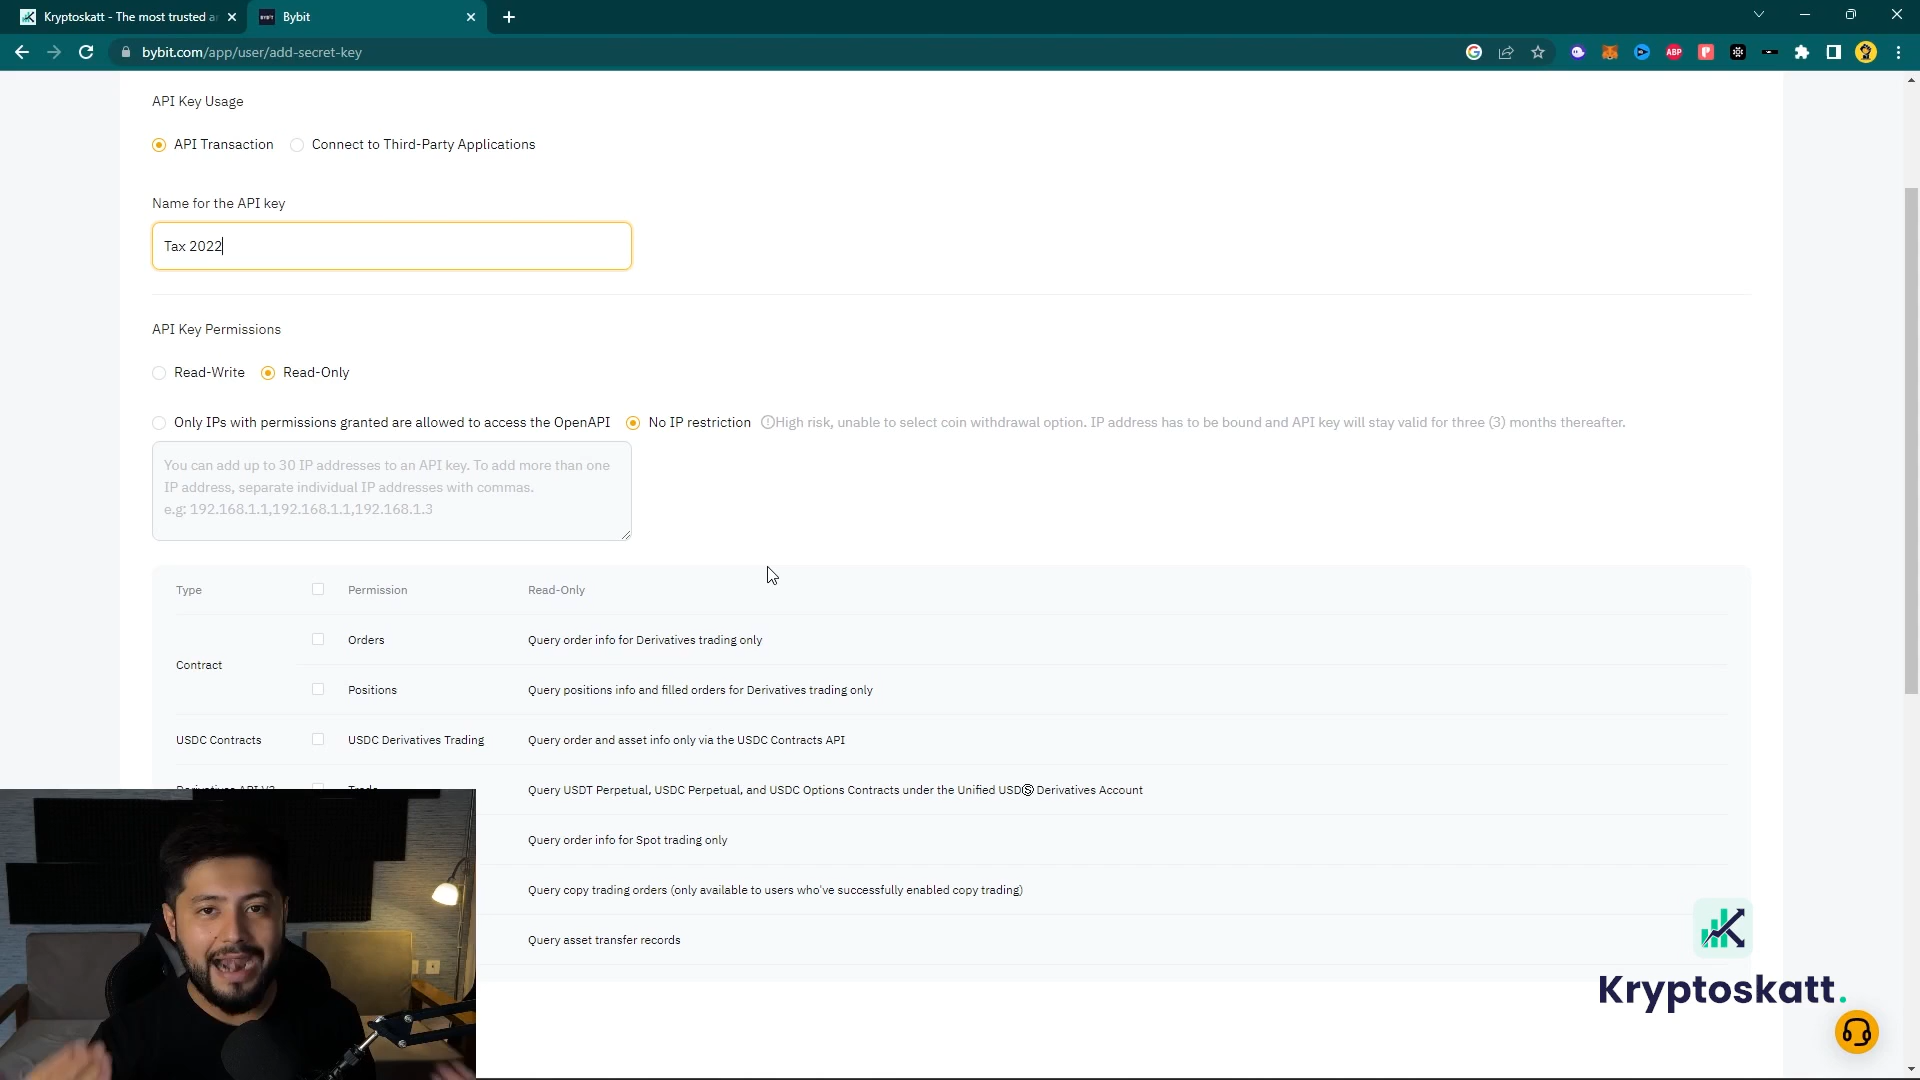 Kryptoskatt - The most trusted a
Bybit
bybit.com/app/user/add-secret-key
ABP
API Key Usage
API Transaction
Connect to Third-Party Applications
Name for the API key
Tax 2022
API Key Permissions
Read-Write
Read-Only
Only IPs with permissions granted are allowed to access the OpenAPI
No IP restriction
High risk, unable to select coin withdrawal option. IP address has to be bound and API key will stay valid for three (3) months thereafter.
You can add up to 30 IP addresses to an API key. To add more than one
IP address, separate individual IP addresses with commas.
e.g: 192.168.1.1,192.168.1.1,192.168.1.3
Type
Permission
Read-Only
Contract
Orders
Query order info for Derivatives trading only
Positions
Query positions info and filled orders for Derivatives trading only
USDC Contracts
USDC Derivatives Trading
Query order and asset info only via the USDC Contracts API
Query USDT Perpetual, USDC Perpetual, and USDC Options Contracts under the Unified USDⓈ Derivatives Account
Query order info for Spot trading only
Query copy trading orders (only available to users who've successfully enabled copy trading)
Query asset transfer records
Kryptoskatt.